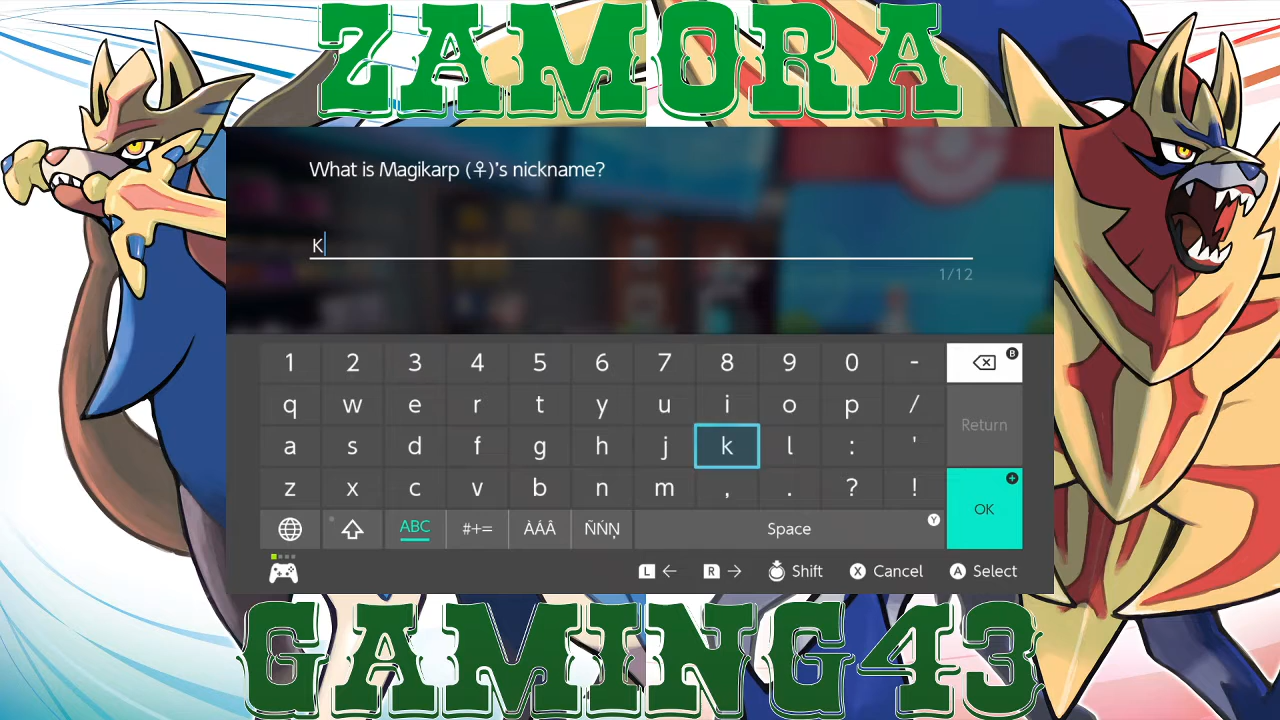 ZAMORA
What is Magikarp (♀)'s nickname?
K
1/12
1 2 3 4 5 6 7 8 9 0 - B
q w e r t y u i o p / Return
a s d f g h j k l : '
z x c v b n m , . ? ! OK +
ABC #+= ÀÁÂ ÑŃŅ Space Y
L ← R → Shift X Cancel A Select
GAMING43